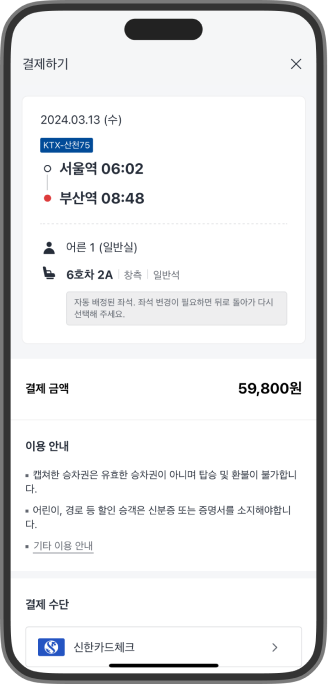 결제하기
2024.03.13 (수)
KTX-산천75
서울역 06:02
부산역 08:48
어른 1 (일반실)
6호차 2A 창측 일반석
자동 배정된 좌석. 좌석 변경이 필요하면 뒤로 돌아가 다시
선택해 주세요.
결제 금액 59,800원
이용 안내
▪ 캡쳐한 승차권은 유효한 승차권이 아니며 탑승 및 환불이 불가합니
다.
▪ 어린이, 경로 등 할인 승객은 신분증 또는 증명서를 소지해야합니
다.
▪ 기타 이용 안내
결제 수단
신한카드체크